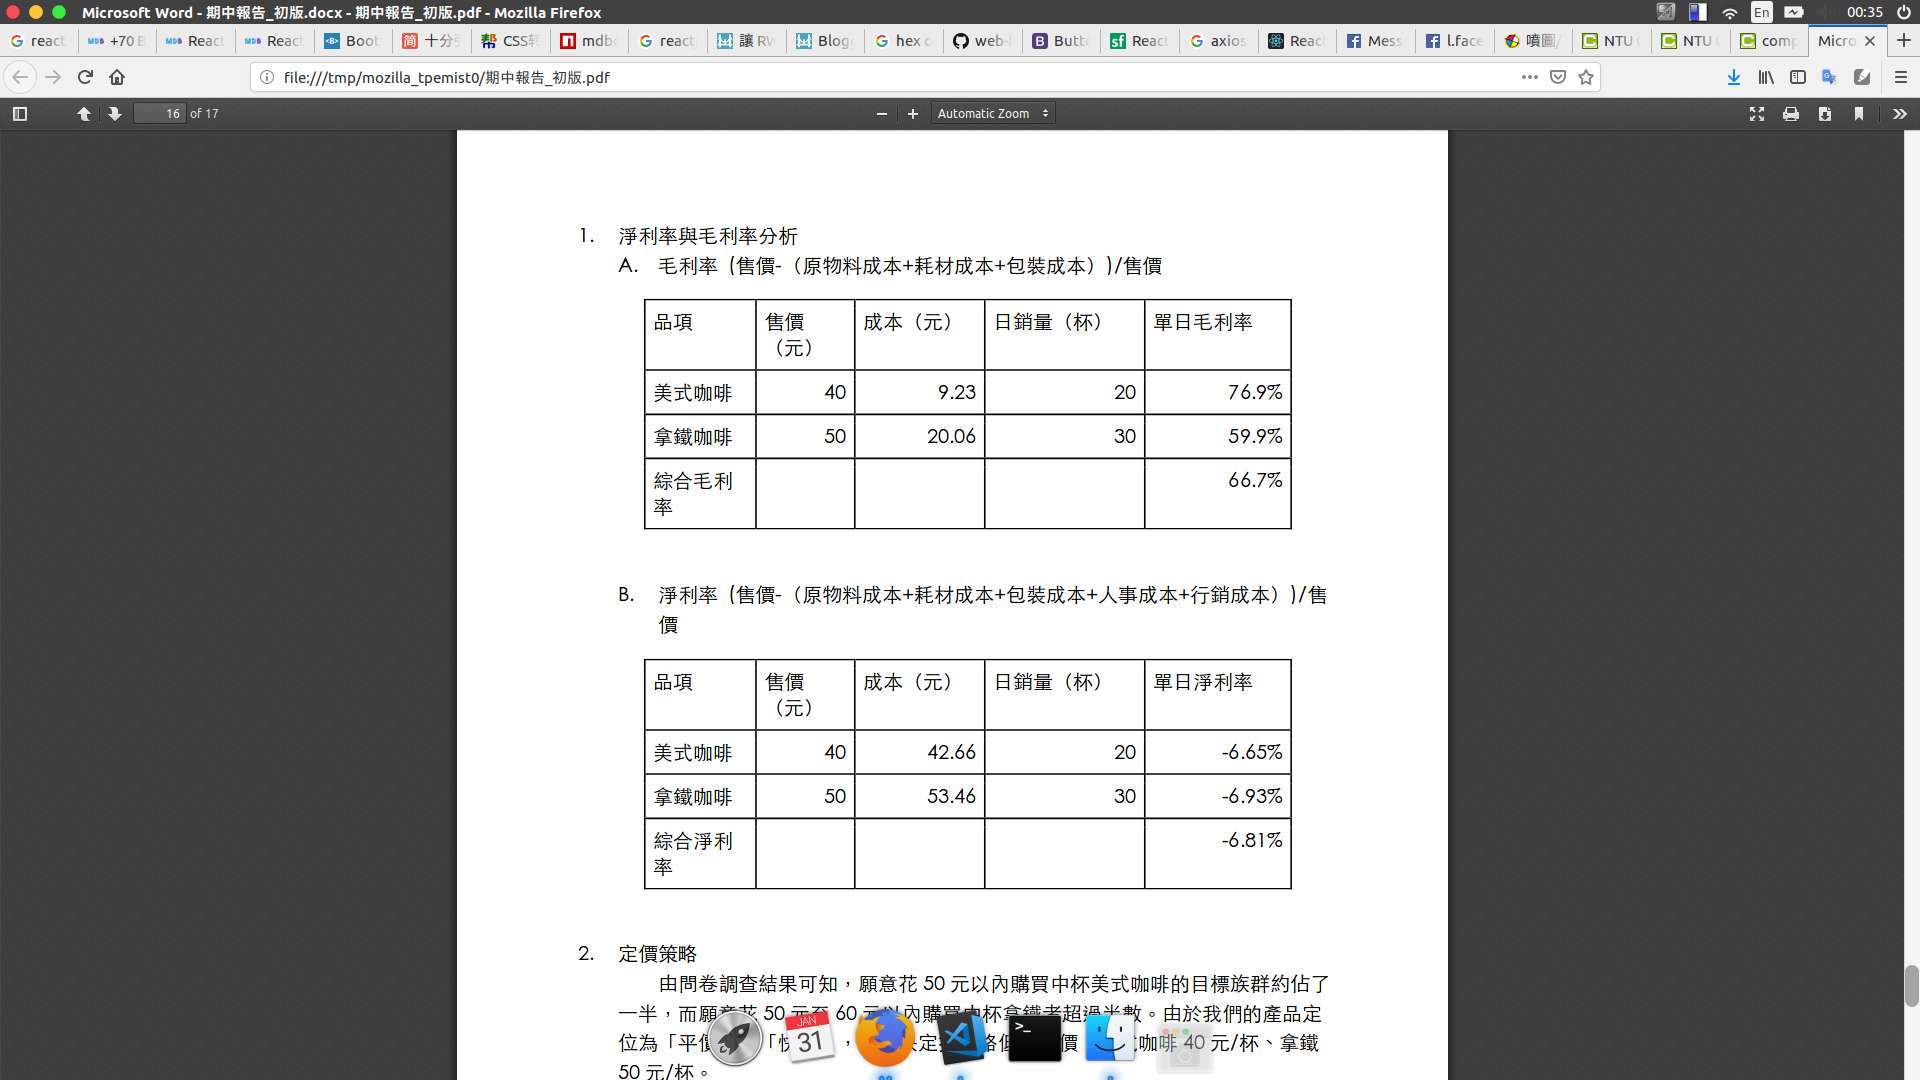 Microsoft Word - 期中報告_初版.docx - 期中報告_初版.pdf - Mozilla Firefox
En 00:35
react +70 B React React Boot 十分 CSS mdb react 讓 RW Blog hex c web- Butt React axios React Mess l.face 噴圖/ NTU NTU comp Micro
file:///tmp/mozilla_tpemist0/期中報告_初版.pdf
16 of 17 Automatic Zoom
1. 淨利率與毛利率分析
A. 毛利率 (售價-（原物料成本+耗材成本+包裝成本）)/售價
品項 售價（元） 成本（元） 日銷量（杯） 單日毛利率
美式咖啡 40 9.23 20 76.9%
拿鐵咖啡 50 20.06 30 59.9%
綜合毛利率 66.7%
B. 淨利率 (售價-（原物料成本+耗材成本+包裝成本+人事成本+行銷成本）)/售
價
品項 售價（元） 成本（元） 日銷量（杯） 單日淨利率
美式咖啡 40 42.66 20 -6.65%
拿鐵咖啡 50 53.46 30 -6.93%
綜合淨利率 -6.81%
2. 定價策略
由問卷調查結果可知，願意花 50 元以內購買中杯美式咖啡的目標族群約佔了
一半，而願意花 50 元至 60 元以內購買中杯拿鐵者超過半數。由於我們的產品定
位為「平價 「快 ， 決定 價 咖啡 40 元/杯、拿鐵
50 元/杯。
JAN
31